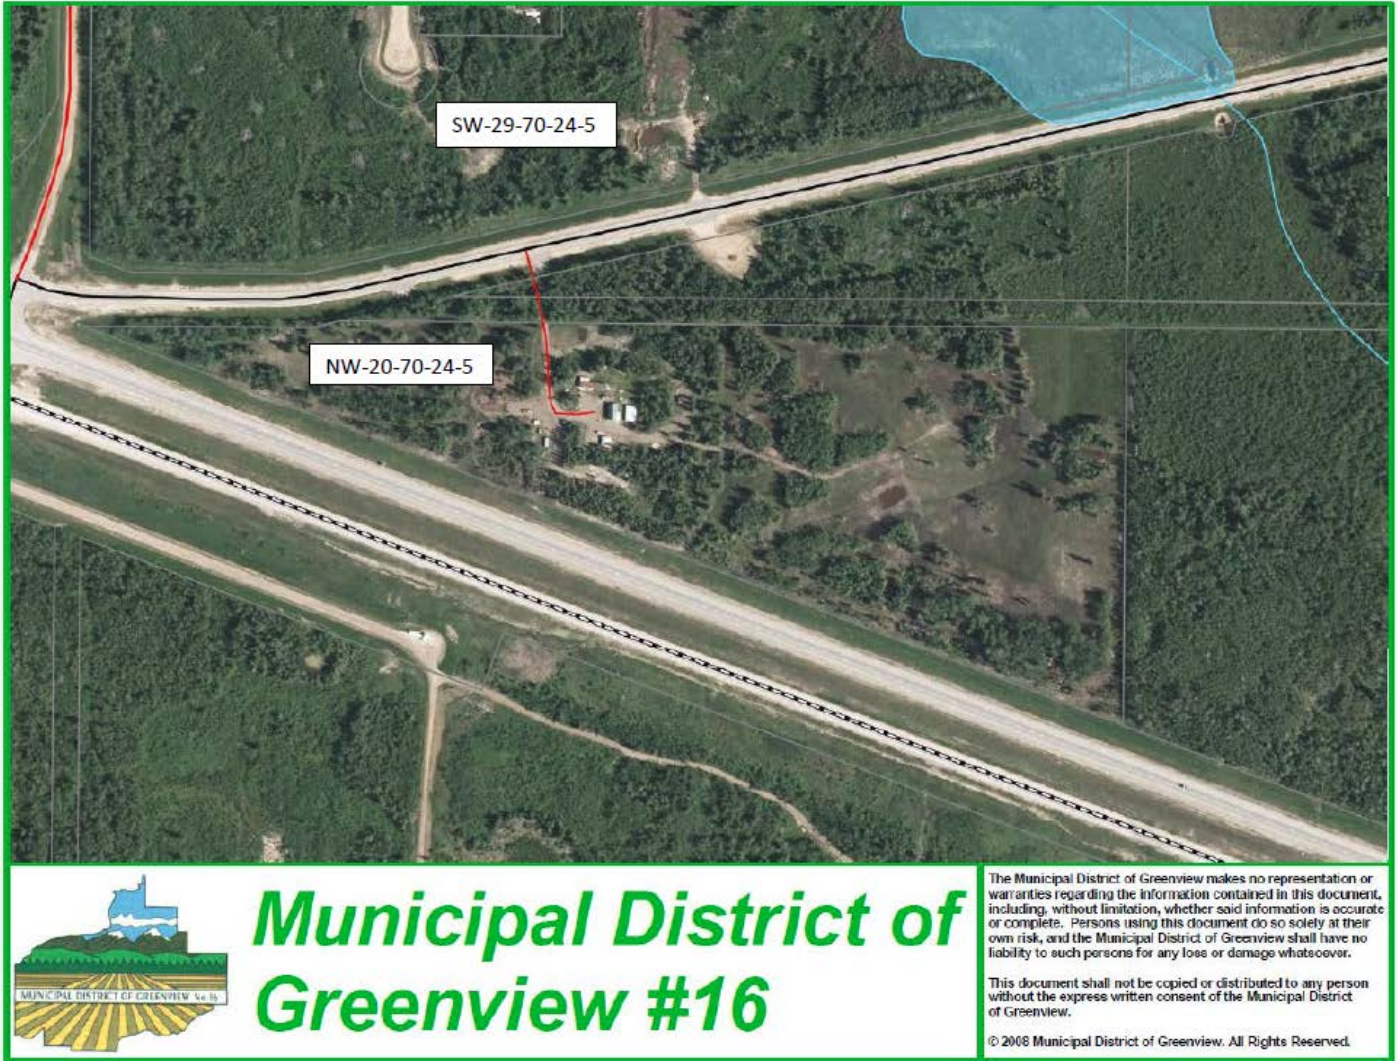 SW-29-70-24-5
NW-20-70-24-5
MUNICIPAL DISTRICT OF GREENVIEW No.16
Municipal District of
Greenview #16
The Municipal District of Greenview makes no representation or
warranties regarding the information contained in this document,
including, without limitation, whether said information is accurate
or complete. Persons using this document do so solely at their
own risk, and the Municipal District of Greenview shall have no
liability to such persons for any loss or damage whatsoever.
This document shall not be copied or distributed to any person
without the express written consent of the Municipal District
of Greenview.
© 2008 Municipal District of Greenview. All Rights Reserved.